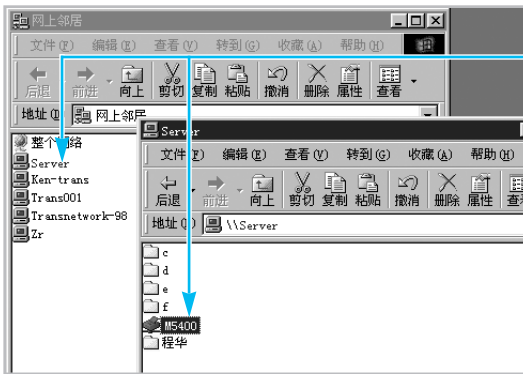 网上邻居
文件(F) 编辑(E) 查看(V) 转到(G) 收藏(A) 帮助(H)
后退 前进 向上 剪切 复制 粘贴 撤消 删除 属性 查看
地址(D) 网上邻居
整个网络
Server
Ken-trans
Trans001
Transnetwork-98
Zr
Server
文件(F) 编辑(E) 查看(V) 转到(G) 收藏(A) 帮助(H)
后退 前进 向上 剪切 复制 粘贴 撤消 删除 属性 查
地址(D) \\Server
c
d
e
f
M5400
程华